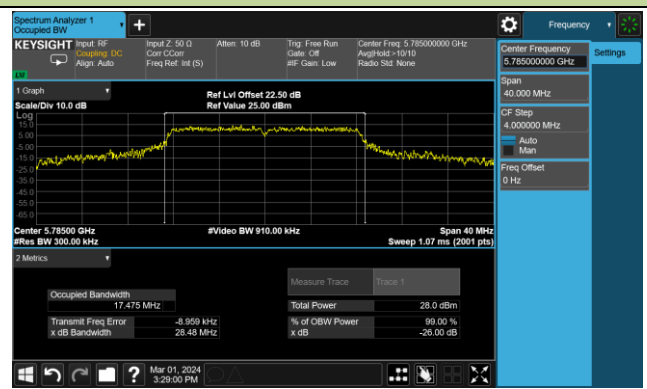 Spectrum Analyzer 1
Occupied BW
+
Frequency
KEYSIGHT
Input: RF
Coupling: DC
Align: Auto
Input Z: 50 Ω
Corr CCorr
Freq Ref: Int (S)
Atten: 10 dB
Trig: Free Run
Gate: Off
#IF Gain: Low
Center Freq: 5.785000000 GHz
Avg|Hold:>10/10
Radio Std: None
LW
Center Frequency
5.785000000 GHz
Settings
Span
40.000 MHz
CF Step
4.000000 MHz
Auto
Man
Freq Offset
0 Hz
1 Graph
Scale/Div 10.0 dB
Ref Lvl Offset 22.50 dB
Ref Value 25.00 dBm
Log
15.0
5.00
-5.00
-15.0
-25.0
-35.0
-45.0
-55.0
-65.0
Center 5.78500 GHz
#Res BW 300.00 kHz
#Video BW 910.00 kHz
Span 40 MHz
Sweep 1.07 ms (2001 pts)
2 Metrics
Measure Trace
Trace 1
Occupied Bandwidth
17.475 MHz
Total Power
28.0 dBm
Transmit Freq Error
-8.959 kHz
% of OBW Power
99.00 %
x dB Bandwidth
28.48 MHz
x dB
-26.00 dB
?
Mar 01, 2024
3:29:00 PM